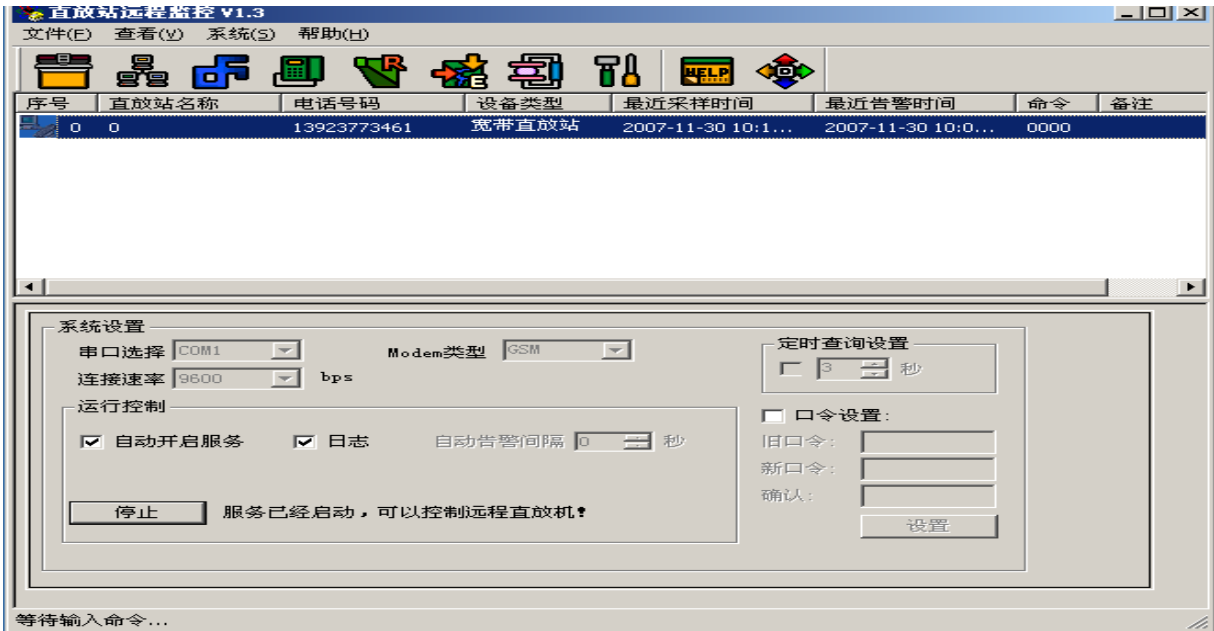 直放站远程监控 V1.3
文件(F) 查看(V) 系统(S) 帮助(H)
R E HELP
序号 直放站名称 电话号码 设备类型 最近采样时间 最近告警时间 命令 备注
0 0 13923773461 宽带直放站 2007-11-30 10:1... 2007-11-30 10:0... 0000
系统设置
串口选择 COM1 Modem类型 GSM
连接速率 9600 bps
定时查询设置
3 秒
运行控制
自动开启服务 日志 自动告警间隔 0 秒
停止 服务已经启动，可以控制远程直放机!
口令设置:
旧口令:
新口令:
确认:
设置
等待输入命令...